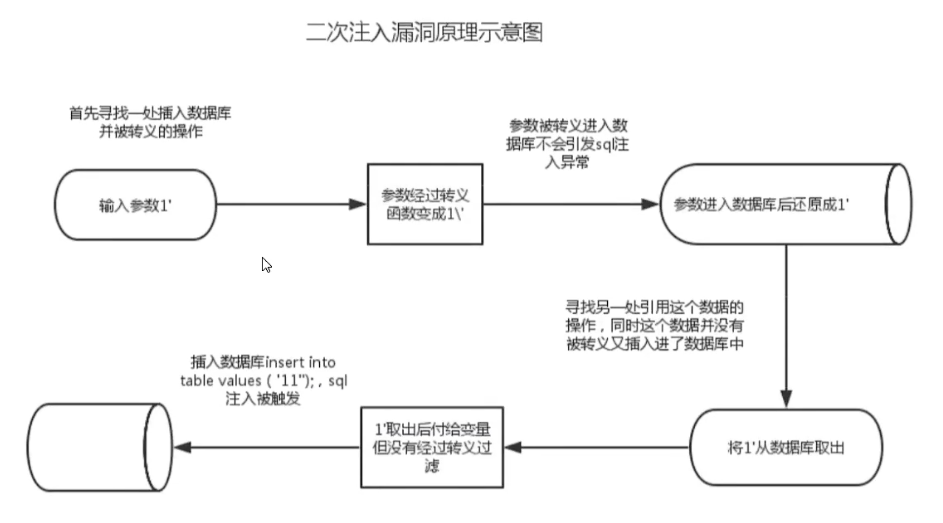 二次注入漏洞原理示意图
首先寻找一处插入数据库
并被转义的操作
参数被转义进入数
据库不会引发sql注
入异常
输入参数1'
参数经过转义
函数变成1\'
参数进入数据库后还原成1'
寻找另一处引用这个数据的
操作，同时这个数据并没有
被转义又插入进了数据库中
插入数据库insert into
table values ( '11''); , sql
注入被触发
1'取出后付给变量
但没有经过转义过
滤
将1'从数据库取出